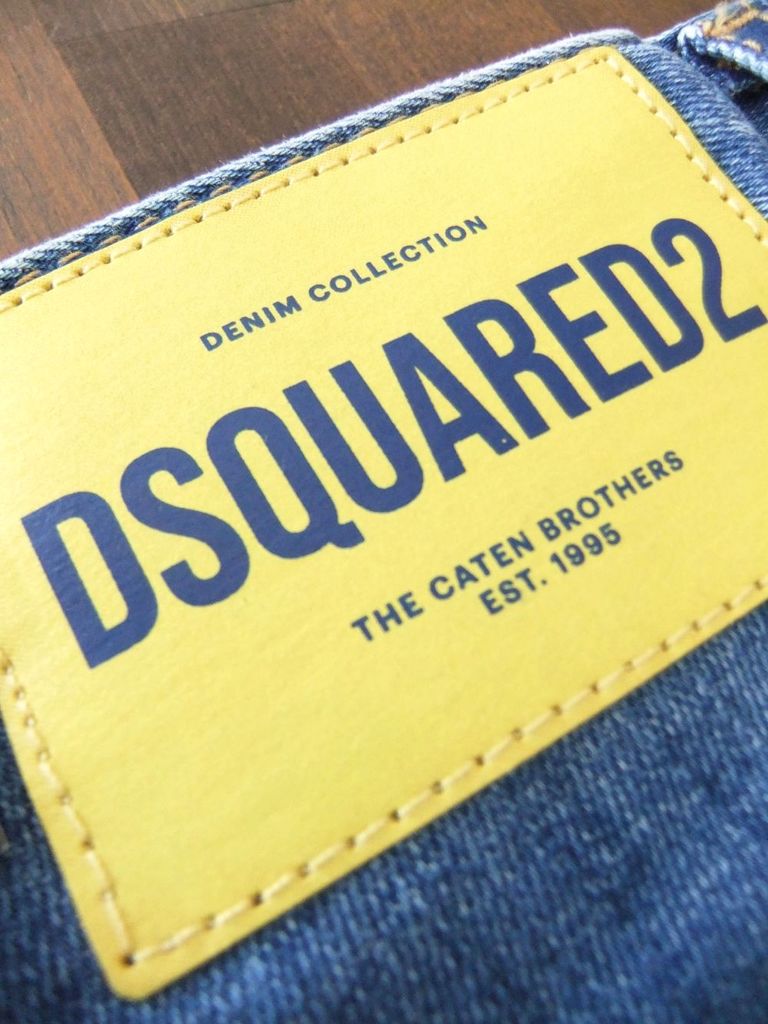 DENIM COLLECTION
DSQUARED2
THE CATEN BROTHERS
EST. 1995